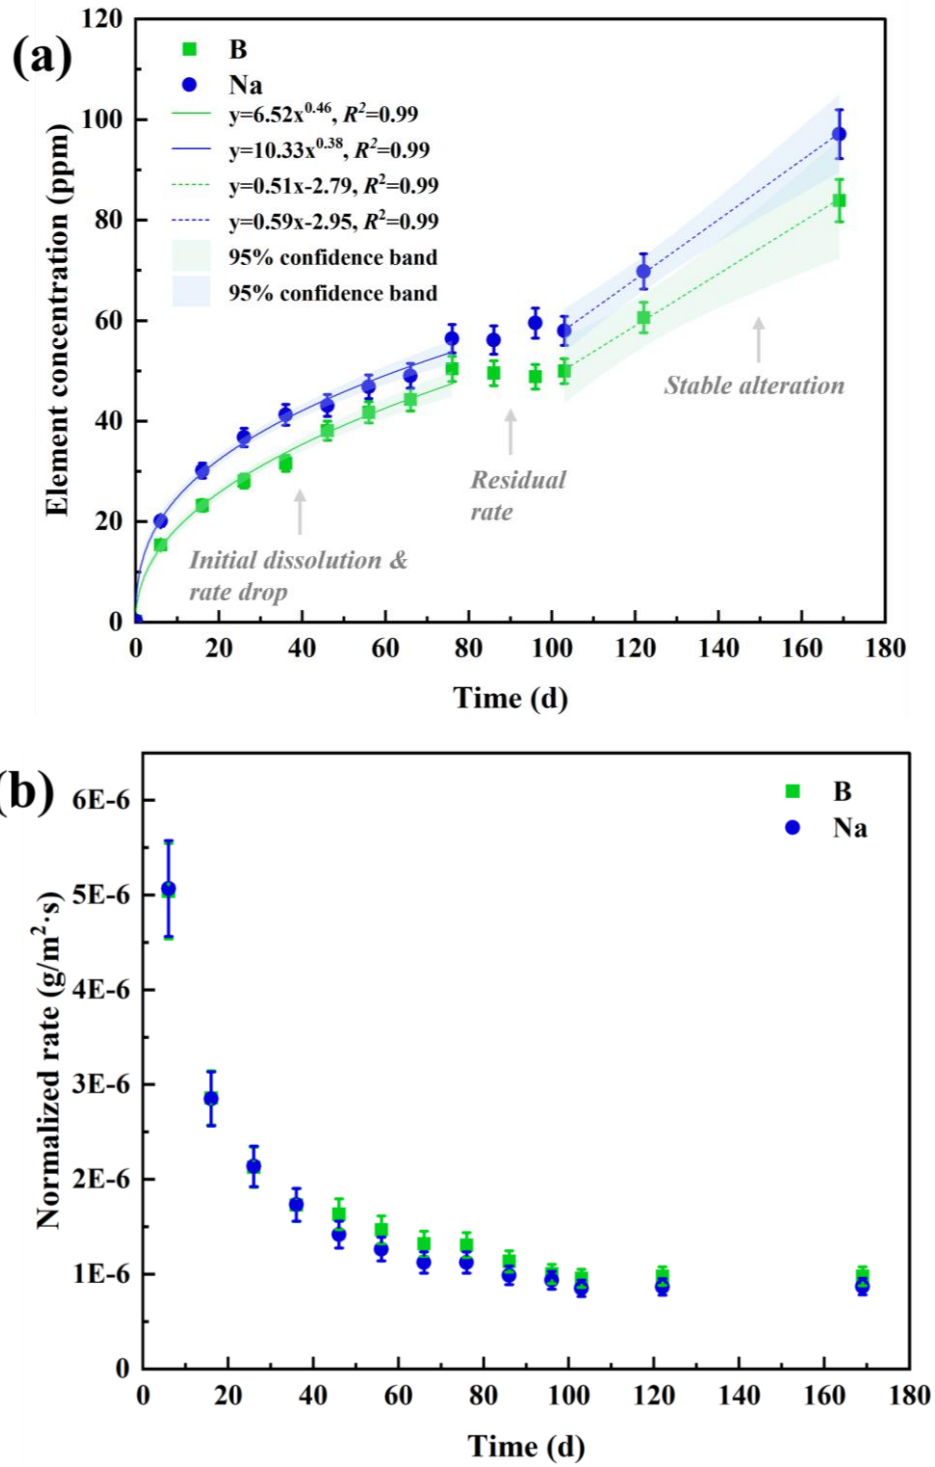 (a)
120
100
80
60
40
20
0
Element concentration (ppm)
B
Na
y=6.52x^0.46, R^2=0.99
y=10.33x^0.38, R^2=0.99
y=0.51x-2.79, R^2=0.99
y=0.59x-2.95, R^2=0.99
95% confidence band
95% confidence band
Stable alteration
Residual
rate
Initial dissolution &
rate drop
0 20 40 60 80 100 120 140 160 180
Time (d)
(b)
6E-6
5E-6
4E-6
3E-6
2E-6
1E-6
0
Normalized rate (g/m²·s)
B
Na
0 20 40 60 80 100 120 140 160 180
Time (d)